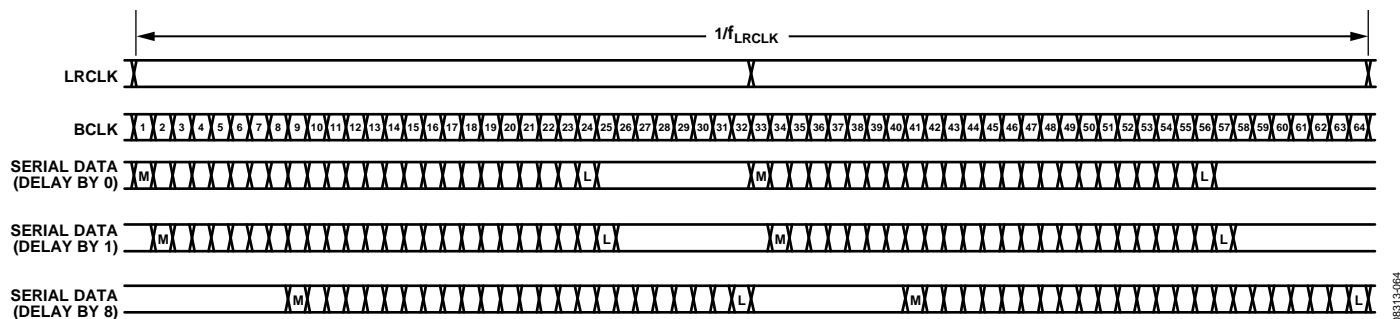 1/fLRCLK
LRCLK
BCLK 1 2 3 4 5 6 7 8 9 10 11 12 13 14 15 16 17 18 19 20 21 22 23 24 25 26 27 28 29 30 31 32 33 34 35 36 37 38 39 40 41 42 43 44 45 46 47 48 49 50 51 52 53 54 55 56 57 58 59 60 61 62 63 64
SERIAL DATA
(DELAY BY 0) M L M L
SERIAL DATA
(DELAY BY 1) M L M L
SERIAL DATA
(DELAY BY 8) M L M L